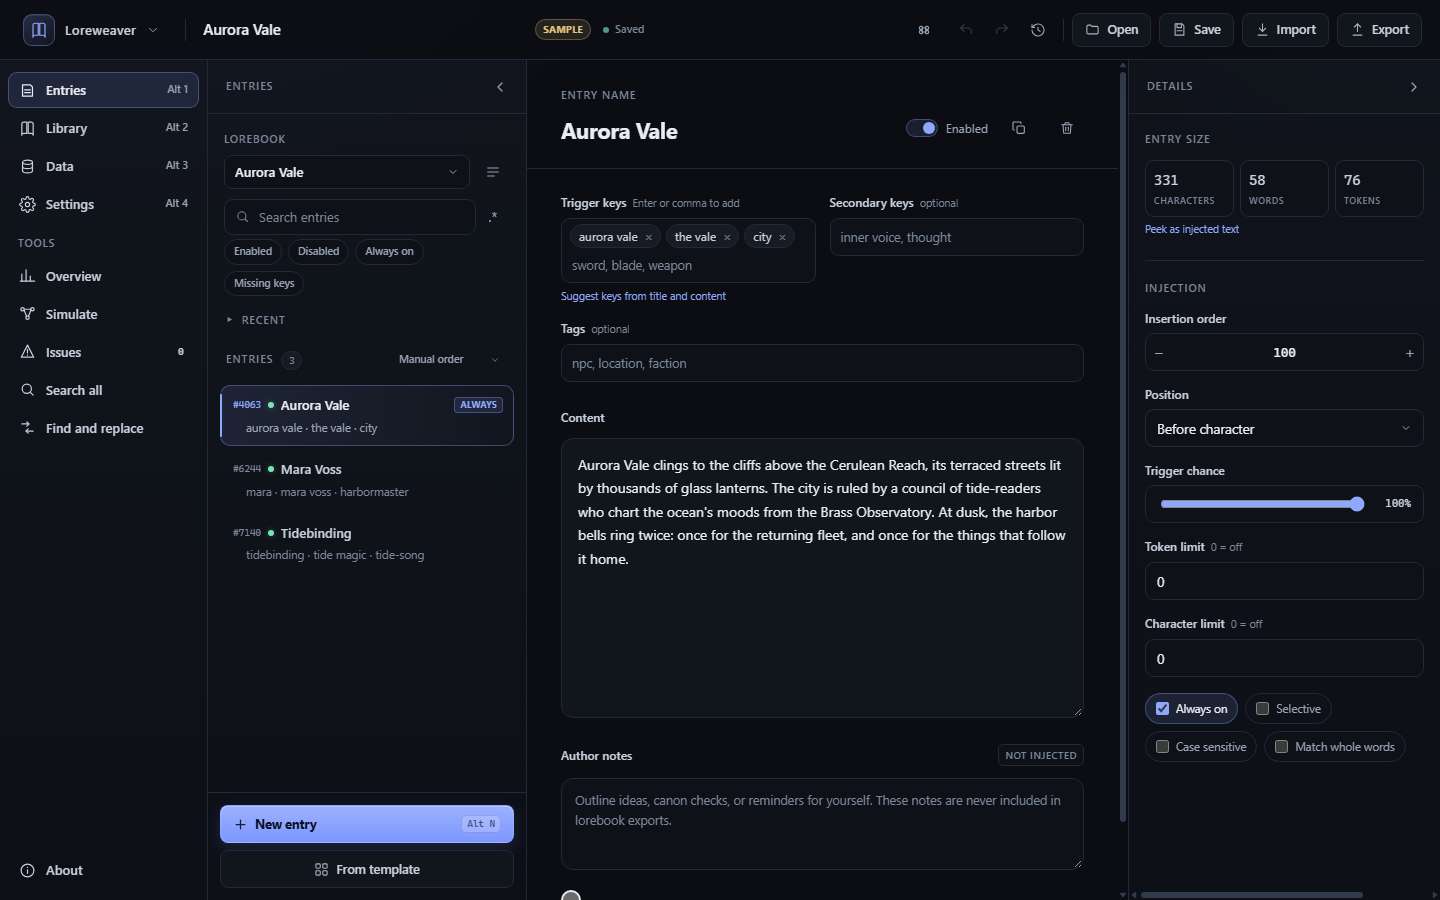 Loreweaver
Aurora Vale
SAMPLE
Saved
Open
Save
Import
Export
Entries Alt 1
Library Alt 2
Data Alt 3
Settings Alt 4
TOOLS
Overview
Simulate
Issues 0
Search all
Find and replace
About
ENTRIES
LOREBOOK
Aurora Vale
Search entries .*
Enabled Disabled Always on
Missing keys
RECENT
ENTRIES 3 Manual order
#4063 Aurora Vale ALWAYS
aurora vale · the vale · city
#6244 Mara Voss
mara · mara voss · harbormaster
#7140 Tidebinding
tidebinding · tide magic · tide-song
+ New entry Alt N
From template
ENTRY NAME
Aurora Vale
Enabled
Trigger keys Enter or comma to add
aurora vale × the vale × city ×
sword, blade, weapon
Suggest keys from title and content
Secondary keys optional
inner voice, thought
Tags optional
npc, location, faction
Content
Aurora Vale clings to the cliffs above the Cerulean Reach, its terraced streets lit
by thousands of glass lanterns. The city is ruled by a council of tide-readers
who chart the ocean's moods from the Brass Observatory. At dusk, the harbor
bells ring twice: once for the returning fleet, and once for the things that follow
it home.
Author notes NOT INJECTED
Outline ideas, canon checks, or reminders for yourself. These notes are never included in
lorebook exports.
DETAILS
ENTRY SIZE
331 58 76
CHARACTERS WORDS TOKENS
Peek as injected text
INJECTION
Insertion order
− 100 +
Position
Before character
Trigger chance
100%
Token limit 0 = off
0
Character limit 0 = off
0
Always on Selective
Case sensitive Match whole words